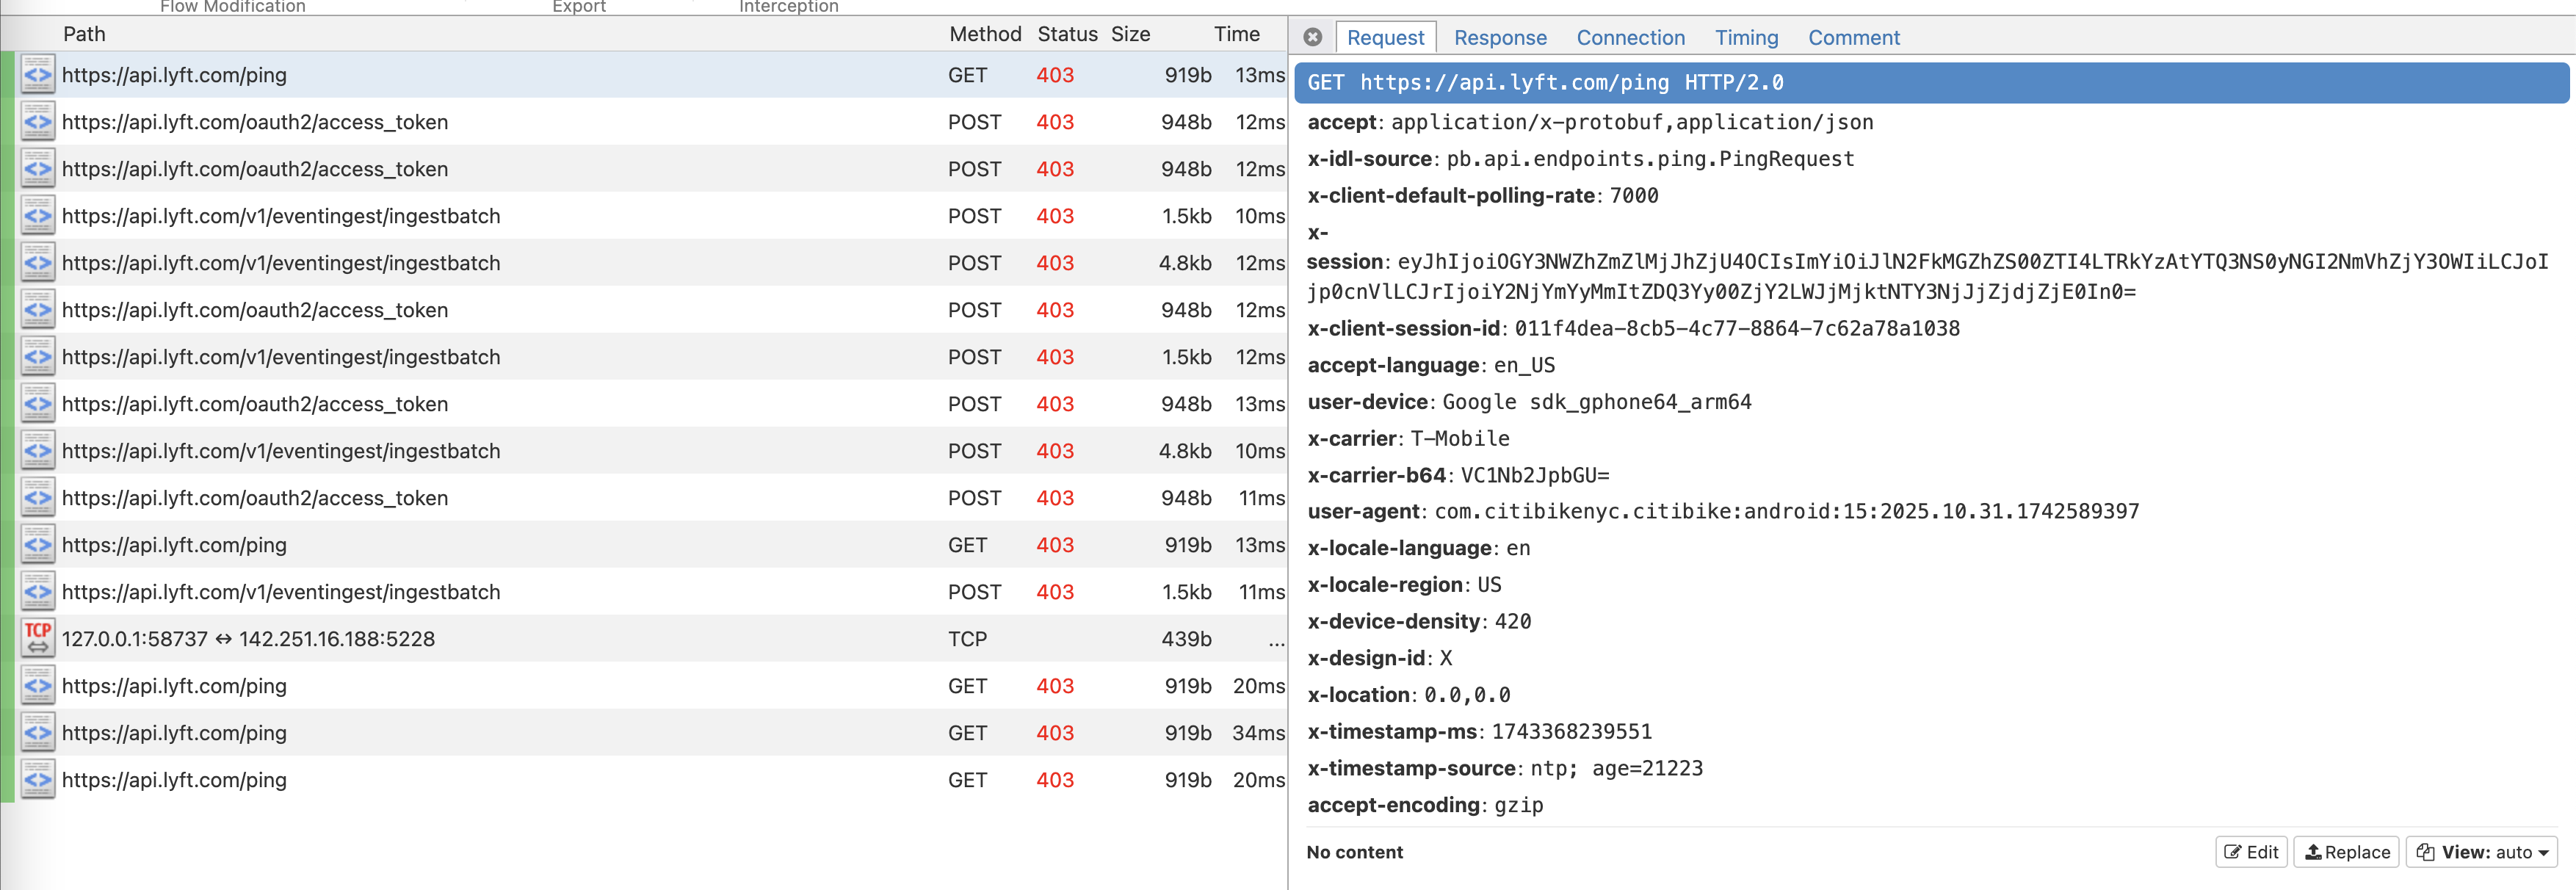 Flow Modification Export Interception
Path Method Status Size Time
https://api.lyft.com/ping GET 403 919b 13ms
https://api.lyft.com/oauth2/access_token POST 403 948b 12ms
https://api.lyft.com/oauth2/access_token POST 403 948b 12ms
https://api.lyft.com/v1/eventingest/ingestbatch POST 403 1.5kb 10ms
https://api.lyft.com/v1/eventingest/ingestbatch POST 403 4.8kb 12ms
https://api.lyft.com/oauth2/access_token POST 403 948b 12ms
https://api.lyft.com/v1/eventingest/ingestbatch POST 403 1.5kb 12ms
https://api.lyft.com/oauth2/access_token POST 403 948b 13ms
https://api.lyft.com/v1/eventingest/ingestbatch POST 403 4.8kb 10ms
https://api.lyft.com/oauth2/access_token POST 403 948b 11ms
https://api.lyft.com/ping GET 403 919b 13ms
https://api.lyft.com/v1/eventingest/ingestbatch POST 403 1.5kb 11ms
TCP 127.0.0.1:58737 ↔ 142.251.16.188:5228 TCP 439b ...
https://api.lyft.com/ping GET 403 919b 20ms
https://api.lyft.com/ping GET 403 919b 34ms
https://api.lyft.com/ping GET 403 919b 20ms
Request Response Connection Timing Comment
GET https://api.lyft.com/ping HTTP/2.0
accept: application/x-protobuf,application/json
x-idl-source: pb.api.endpoints.ping.PingRequest
x-client-default-polling-rate: 7000
x-
session: eyJhIjoiOGY3NWZhZmZlMjJhZjU4OCIsImYiOiJlN2FkMGZhZS00ZTI4LTRkYzAtYTQ3NS0yNGI2NmVhZjY3OWIiLCJoI
jp0cnVlLCJrIjoiY2NjYmYyMmItZDQ3Yy00ZjY2LWJjMjktNTY3NjJjZjdjZjE0In0=
x-client-session-id: 011f4dea-8cb5-4c77-8864-7c62a78a1038
accept-language: en_US
user-device: Google sdk_gphone64_arm64
x-carrier: T-Mobile
x-carrier-b64: VC1Nb2JpbGU=
user-agent: com.citibikenyc.citibike:android:15:2025.10.31.1742589397
x-locale-language: en
x-locale-region: US
x-device-density: 420
x-design-id: X
x-location: 0.0,0.0
x-timestamp-ms: 1743368239551
x-timestamp-source: ntp; age=21223
accept-encoding: gzip
No content Edit Replace View: auto